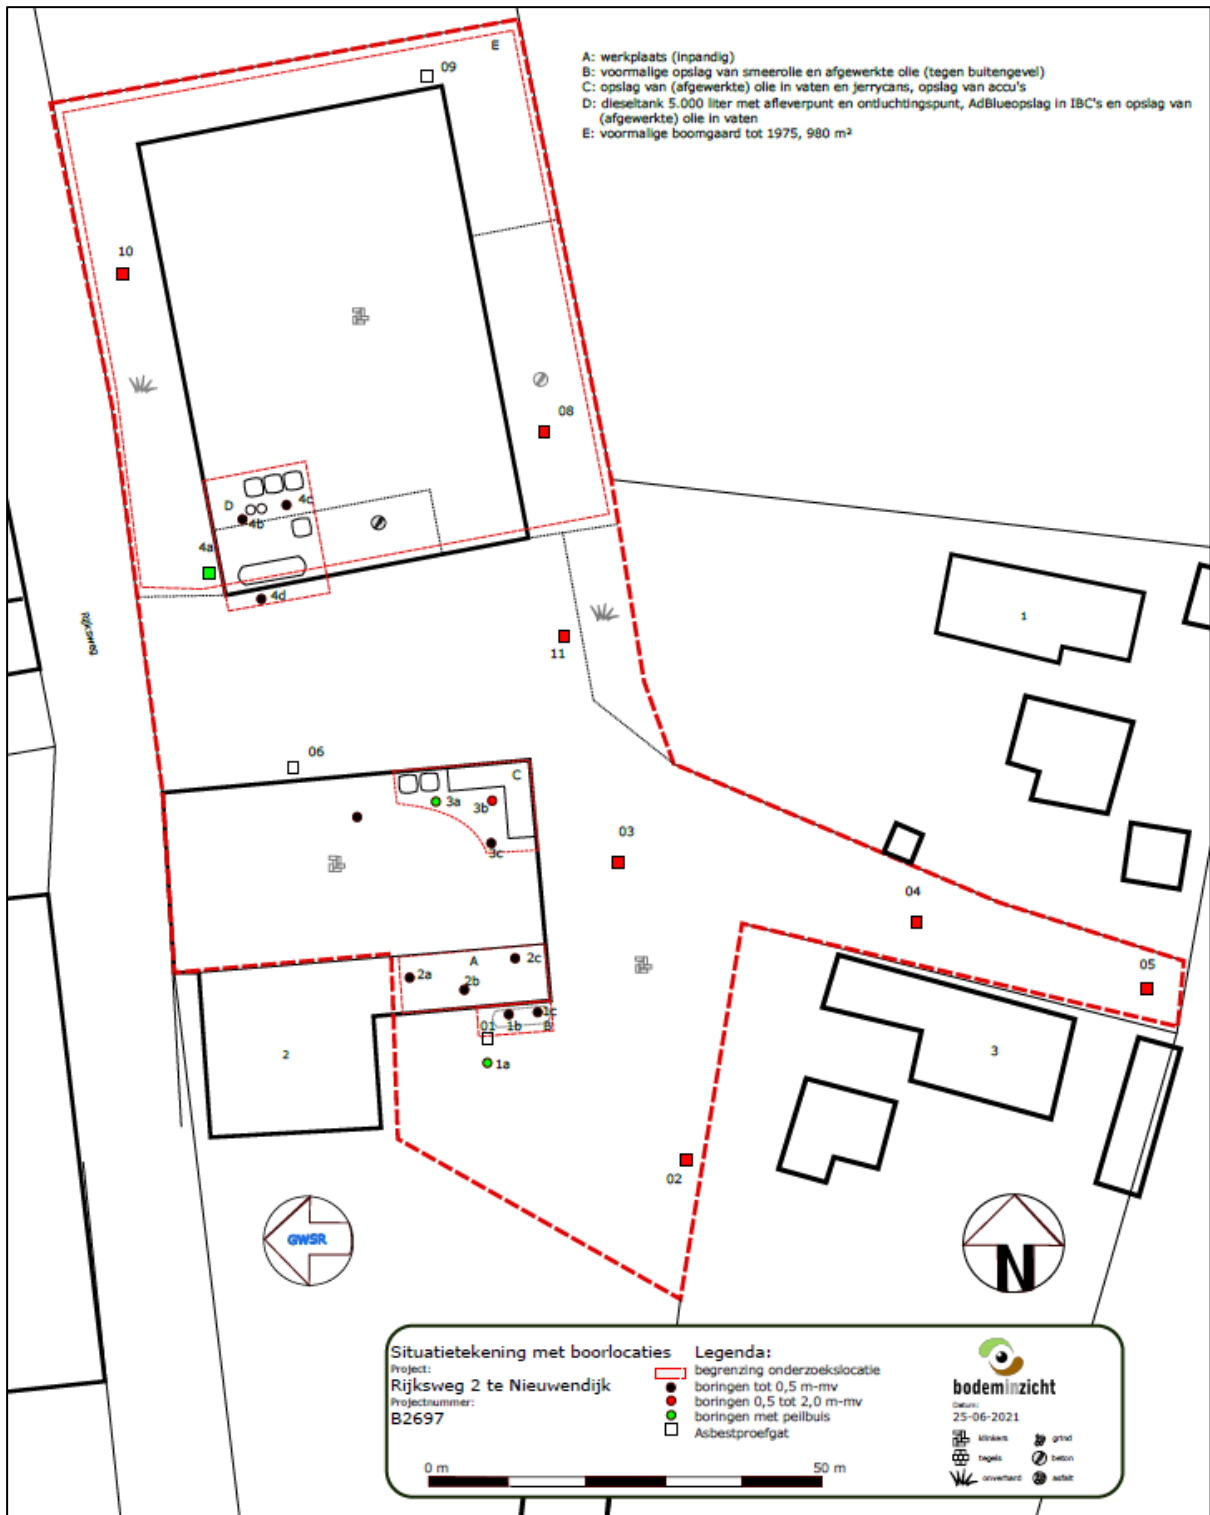 A: werkplaats (inpandig)
B: voormalige opslag van smeerolie en afgewerkte olie (tegen buitengevel)
C: opslag van (afgewerkte) olie in vaten en jerrycans, opslag van accu's
D: dieseltank 5.000 liter met afleverpunt en ontluchtingspunt, AdBlueopslag in IBC's en opslag van
(afgewerkte) olie in vaten
E: voormalige boomgaard tot 1975, 980 m²
E
09
10
08
D
4c
4b
4a
4d
Rijksweg
11
1
06
C
3a
3b
3c
03
04
05
A
2a
2b
2c
01
1b
1c
B
1a
2
3
02
GWSR
N
Situatietekening met boorlocaties
Project:
Rijksweg 2 te Nieuwendijk
Projectnummer:
B2697
Legenda:
begrenzing onderzoekslocatie
boringen tot 0,5 m-mv
boringen 0,5 tot 2,0 m-mv
boringen met peilbuis
Asbestproefgat
0 m
50 m
bodeminzicht
Datum:
25-06-2021
klinkers
grind
tegels
beton
onverhard
asfalt